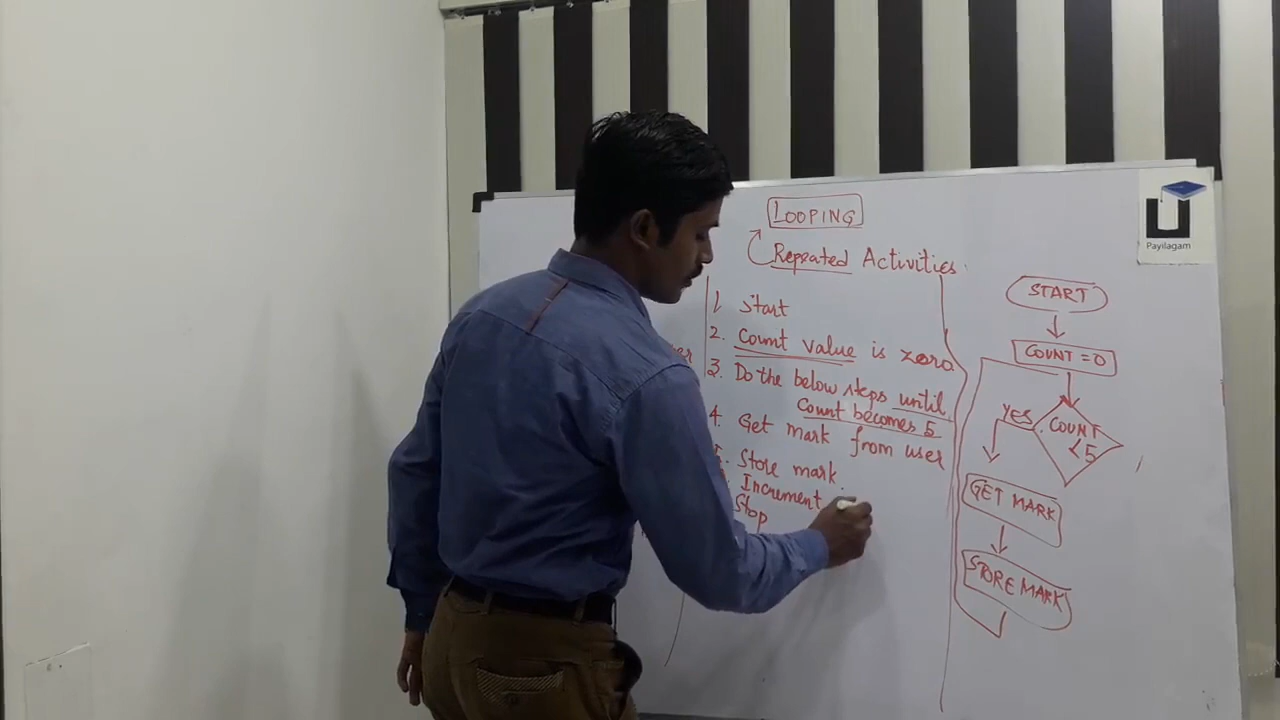 LOOPING
Repeated Activities.
1. Start
2. Count value is zero.
3. Do the below steps until
Count becomes 5
4. Get mark from user
Store mark.
Increment
Stop
START
COUNT = 0
YES
COUNT
< 5
GET MARK
STORE MARK
Payilagam